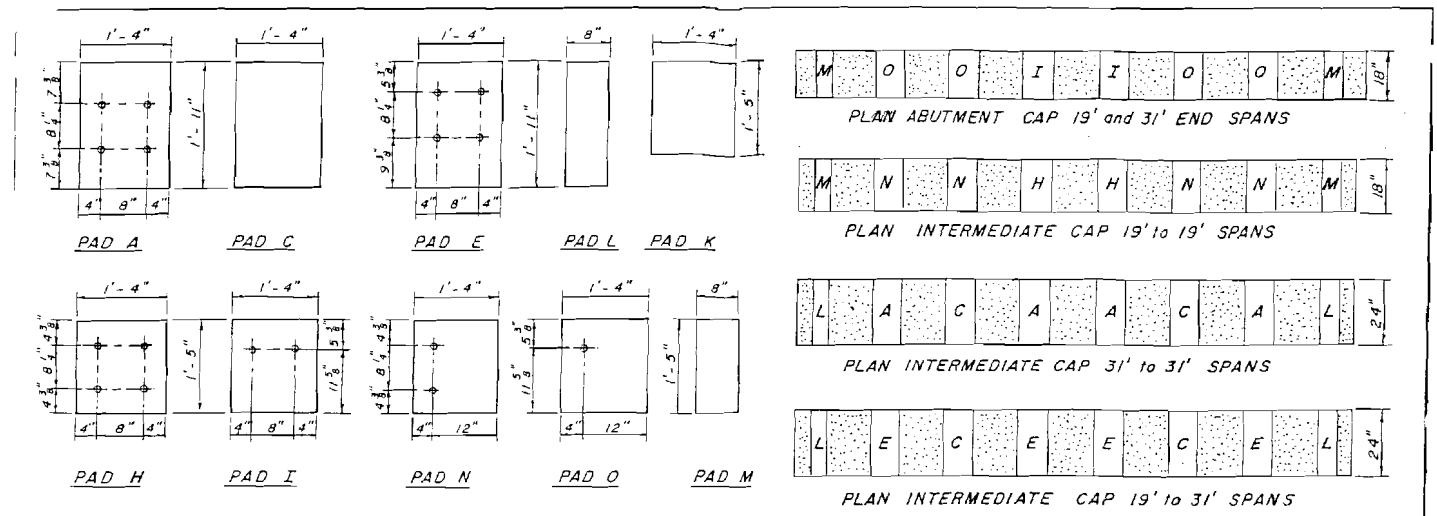 1'-4"
1'-4"
1'-4"
8"
1'-4"
7 3/8"
8 1/4"
7 3/8"
1'-11"
5 3/8"
8 1/4"
9 3/8"
1'-11"
1'-5"
4" 8" 4"
4" 8" 4"
PAD A
PAD C
PAD E
PAD L
PAD K
1'-4"
1'-4"
1'-4"
1'-4"
8"
4 3/8"
8 1/4"
4 3/8"
1'-5"
5 3/8"
11 5/8"
4 3/8"
8 1/4"
4 3/8"
5 3/8"
11 5/8"
1'-5"
4" 8" 4"
4" 8" 4"
4" 12"
4" 12"
PAD H
PAD I
PAD N
PAD O
PAD M
M O O I I O O M
18"
PLAN ABUTMENT CAP 19' and 31' END SPANS
M N N H H N N M
18"
PLAN INTERMEDIATE CAP 19' to 19' SPANS
L A C A A C A L
24"
PLAN INTERMEDIATE CAP 31' to 31' SPANS
L E C E E C E L
24"
PLAN INTERMEDIATE CAP 19' to 31' SPANS